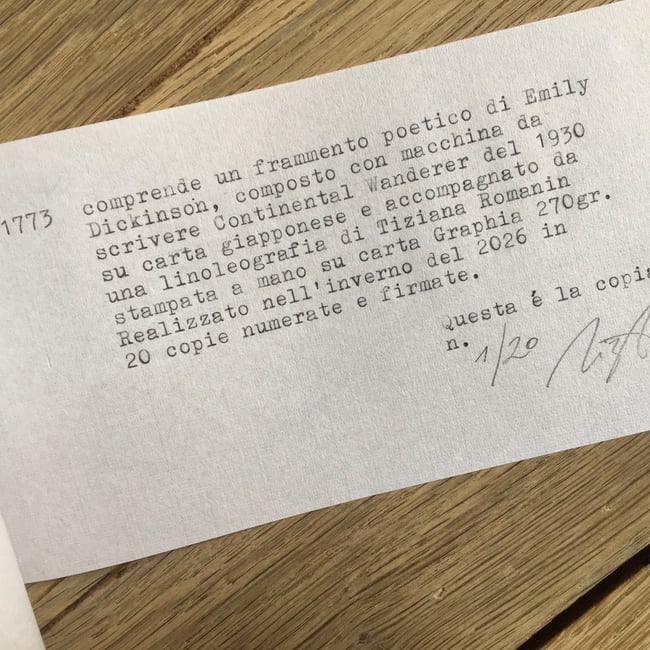 1773 comprende un frammento poetico di Emily
Dickinson, composto con macchina da
scrivere Continental Wanderer del 1930
su carta giapponese e accompagnato da
una linoleografia di Tiziana Romanin
stampata a mano su carta Graphia 270gr.
Realizzato nell'inverno del 2026 in
20 copie numerate e firmate.
Questa é la copia
n. 1/20